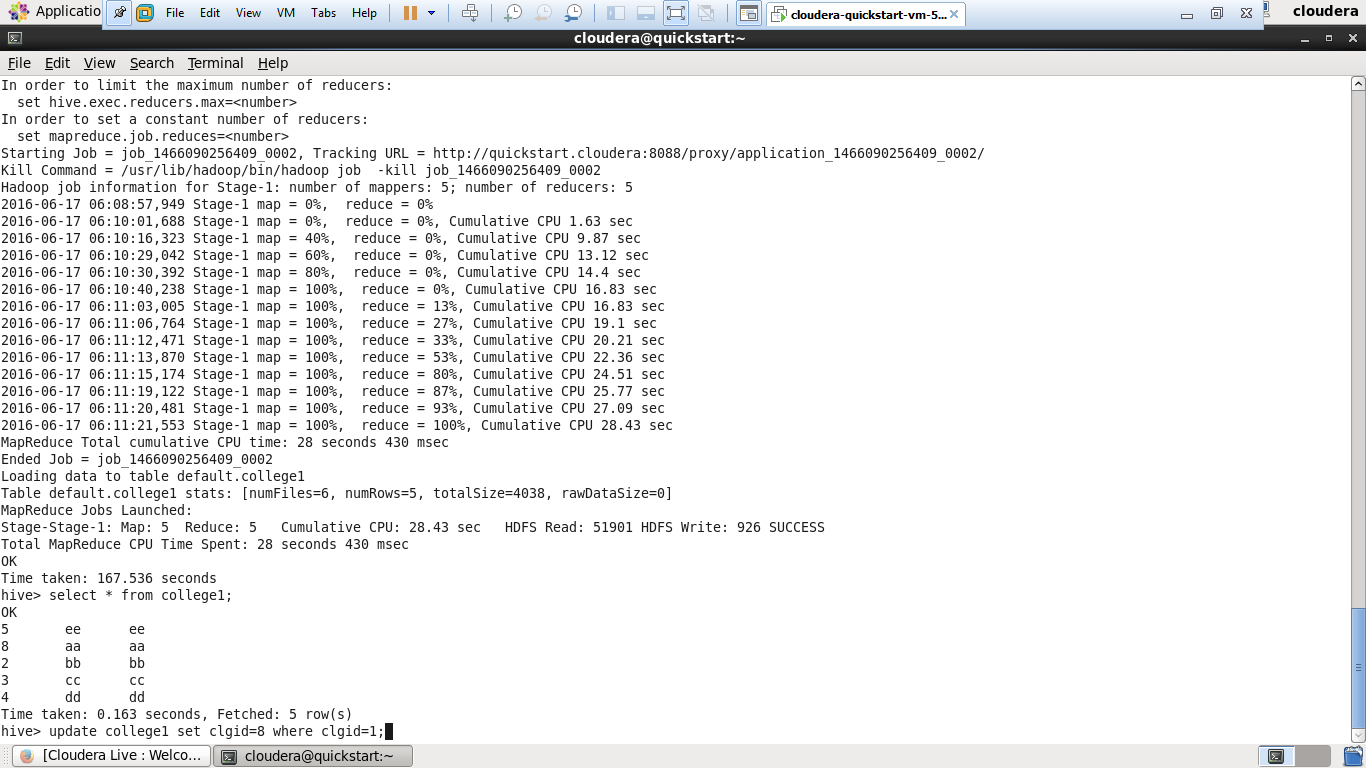 Applicatio
File Edit View VM Tabs Help
cloudera-quickstart-vm-5...
cloudera
cloudera@quickstart:~
File Edit View Search Terminal Help
In order to limit the maximum number of reducers:
  set hive.exec.reducers.max=<number>
In order to set a constant number of reducers:
  set mapreduce.job.reduces=<number>
Starting Job = job_1466090256409_0002, Tracking URL = http://quickstart.cloudera:8088/proxy/application_1466090256409_0002/
Kill Command = /usr/lib/hadoop/bin/hadoop job  -kill job_1466090256409_0002
Hadoop job information for Stage-1: number of mappers: 5; number of reducers: 5
2016-06-17 06:08:57,949 Stage-1 map = 0%,  reduce = 0%
2016-06-17 06:10:01,688 Stage-1 map = 0%,  reduce = 0%, Cumulative CPU 1.63 sec
2016-06-17 06:10:16,323 Stage-1 map = 40%,  reduce = 0%, Cumulative CPU 9.87 sec
2016-06-17 06:10:29,042 Stage-1 map = 60%,  reduce = 0%, Cumulative CPU 13.12 sec
2016-06-17 06:10:30,392 Stage-1 map = 80%,  reduce = 0%, Cumulative CPU 14.4 sec
2016-06-17 06:10:40,238 Stage-1 map = 100%,  reduce = 0%, Cumulative CPU 16.83 sec
2016-06-17 06:11:03,005 Stage-1 map = 100%,  reduce = 13%, Cumulative CPU 16.83 sec
2016-06-17 06:11:06,764 Stage-1 map = 100%,  reduce = 27%, Cumulative CPU 19.1 sec
2016-06-17 06:11:12,471 Stage-1 map = 100%,  reduce = 33%, Cumulative CPU 20.21 sec
2016-06-17 06:11:13,870 Stage-1 map = 100%,  reduce = 53%, Cumulative CPU 22.36 sec
2016-06-17 06:11:15,174 Stage-1 map = 100%,  reduce = 80%, Cumulative CPU 24.51 sec
2016-06-17 06:11:19,122 Stage-1 map = 100%,  reduce = 87%, Cumulative CPU 25.77 sec
2016-06-17 06:11:20,481 Stage-1 map = 100%,  reduce = 93%, Cumulative CPU 27.09 sec
2016-06-17 06:11:21,553 Stage-1 map = 100%,  reduce = 100%, Cumulative CPU 28.43 sec
MapReduce Total cumulative CPU time: 28 seconds 430 msec
Ended Job = job_1466090256409_0002
Loading data to table default.college1
Table default.college1 stats: [numFiles=6, numRows=5, totalSize=4038, rawDataSize=0]
MapReduce Jobs Launched:
Stage-Stage-1: Map: 5  Reduce: 5   Cumulative CPU: 28.43 sec   HDFS Read: 51901 HDFS Write: 926 SUCCESS
Total MapReduce CPU Time Spent: 28 seconds 430 msec
OK
Time taken: 167.536 seconds
hive> select * from college1;
OK
5	ee	ee
8	aa	aa
2	bb	bb
3	cc	cc
4	dd	dd
Time taken: 0.163 seconds, Fetched: 5 row(s)
hive> update college1 set clgid=8 where clgid=1;
[Cloudera Live : Welco... cloudera@quickstart:~